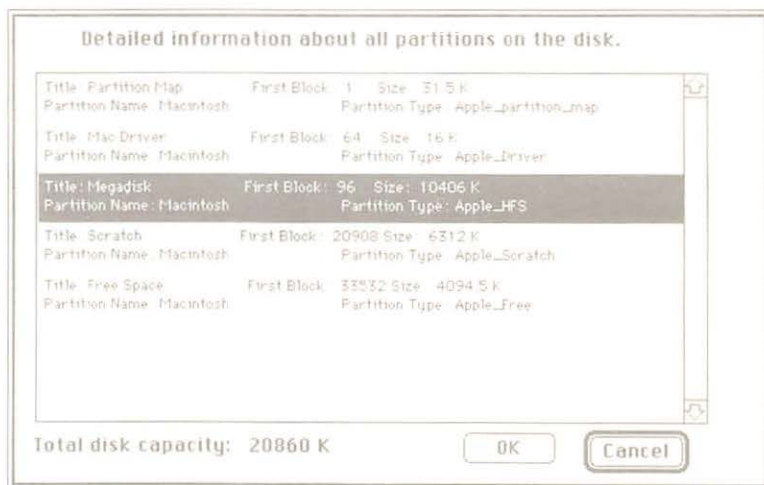 Detailed information about all partitions on the disk.
Title: Partition Map First Block: 1 Size: 31.5 K
Partition Name: Macintosh Partition Type: Apple_partition_map
Title: Mac Driver First Block: 64 Size: 16 K
Partition Name: Macintosh Partition Type: Apple_Driver
Title: Megadisk First Block: 96 Size: 10406 K
Partition Name: Macintosh Partition Type: Apple_HFS
Title: Scratch First Block: 20908 Size: 6312 K
Partition Name: Macintosh Partition Type: Apple_Scratch
Title: Free Space First Block: 33532 Size: 4094.5 K
Partition Name: Macintosh Partition Type: Apple_Free
Total disk capacity: 20860 K
OK
Cancel